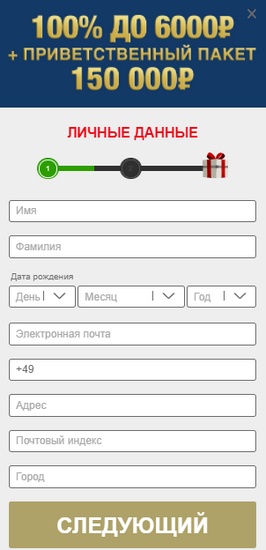 100% ДО 6000₽
+ ПРИВЕТСТВЕННЫЙ ПАКЕТ
150 000₽
ЛИЧНЫЕ ДАННЫЕ
1
Имя
Фамилия
Дата рождения
День Месяц Год
Электронная почта
+49
Адрес
Почтовый индекс
Город
СЛЕДУЮЩИЙ